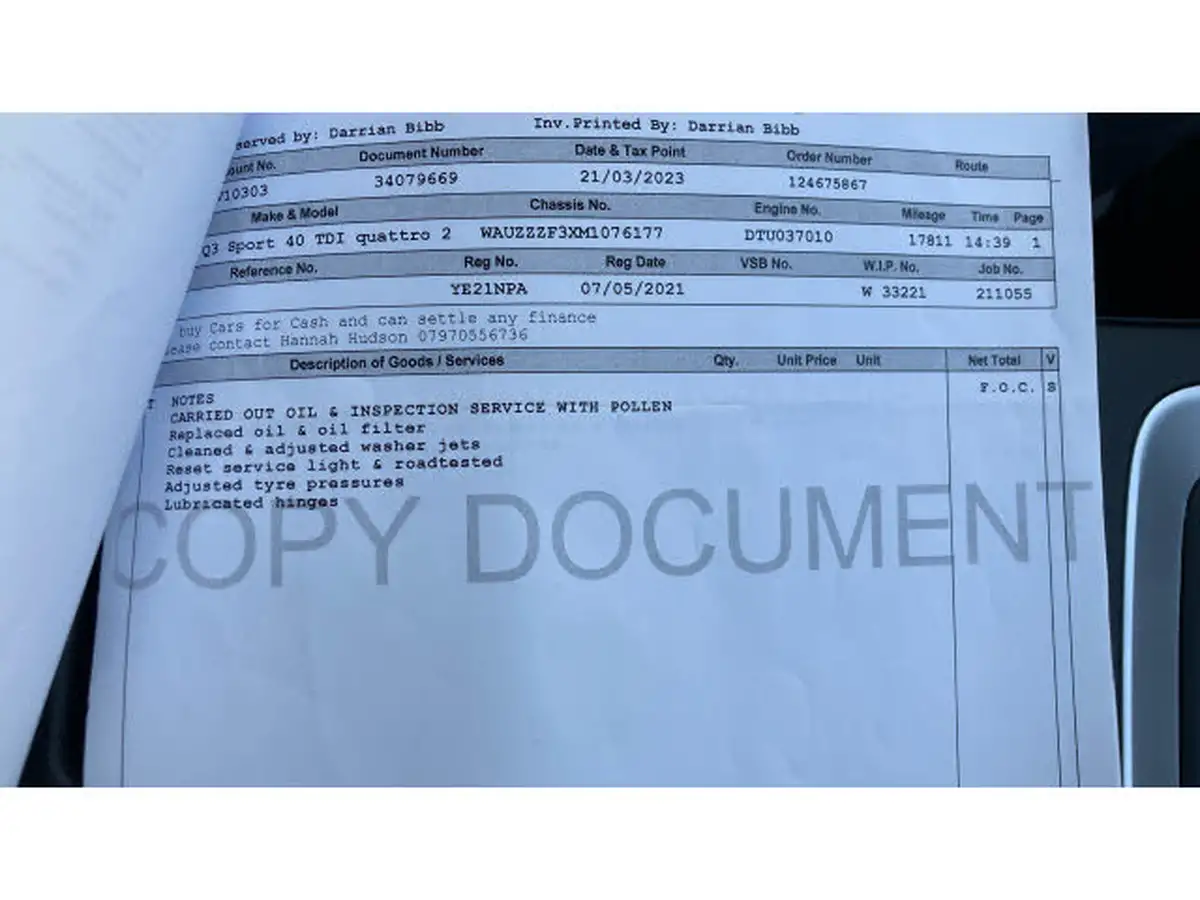 served by: Darrian Bibb Inv.Printed By: Darrian Bibb
ount No. Document Number Date & Tax Point Order Number Route
10303 34079669 21/03/2023 124675867
Make & Model Chassis No. Engine No. Mileage Time Page
Q3 Sport 40 TDI quattro 2 WAUZZZF3XM1076177 DTU037010 17811 14:39 1
Reference No. Reg No. Reg Date VSB No. W.I.P. No. Job No.
YE21NPA 07/05/2021 W 33221 211055
buy Cars for Cash and can settle any finance
ease contact Hannah Hudson 07970556736
Description of Goods / Services Qty. Unit Price Unit Net Total V
NOTES F.O.C. S
CARRIED OUT OIL & INSPECTION SERVICE WITH POLLEN
Replaced oil & oil filter
Cleaned & adjusted washer jets
Reset service light & roadtested
Adjusted tyre pressures
Lubricated hinges
COPY DOCUMENT